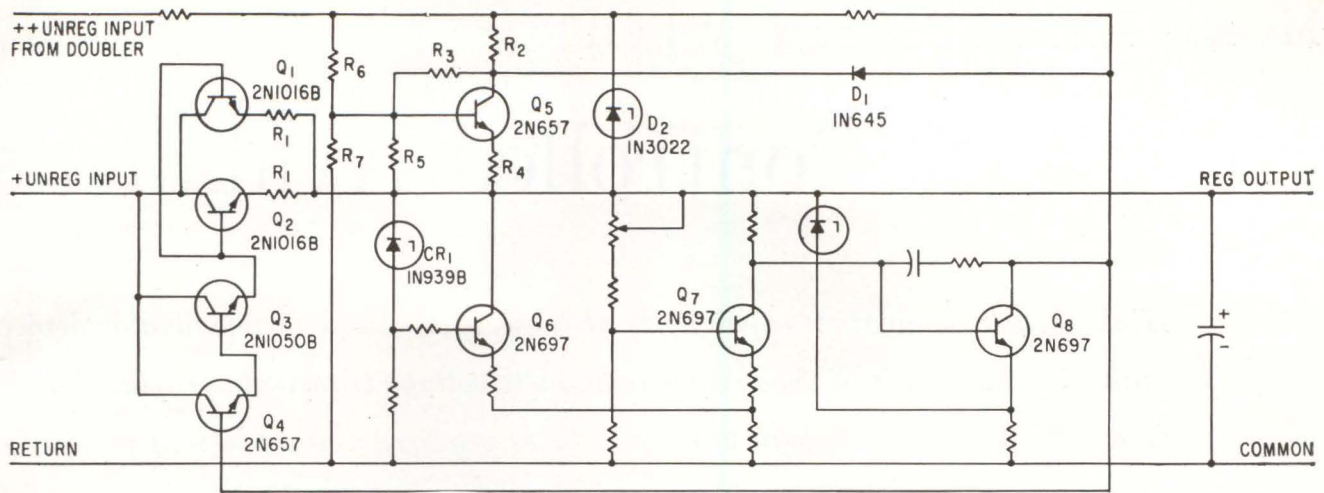 ++UNREG INPUT
FROM DOUBLER
Q1
2N1016B
R1
R6
R3
R2
Q5
2N657
D1
1N645
R7
R5
R4
D2
1N3022
+UNREG INPUT
R1
REG OUTPUT
Q2
2N1016B
CR1
1N939B
Q3
2N1050B
Q6
2N697
Q7
2N697
Q8
2N697
+
-
Q4
2N657
RETURN
COMMON